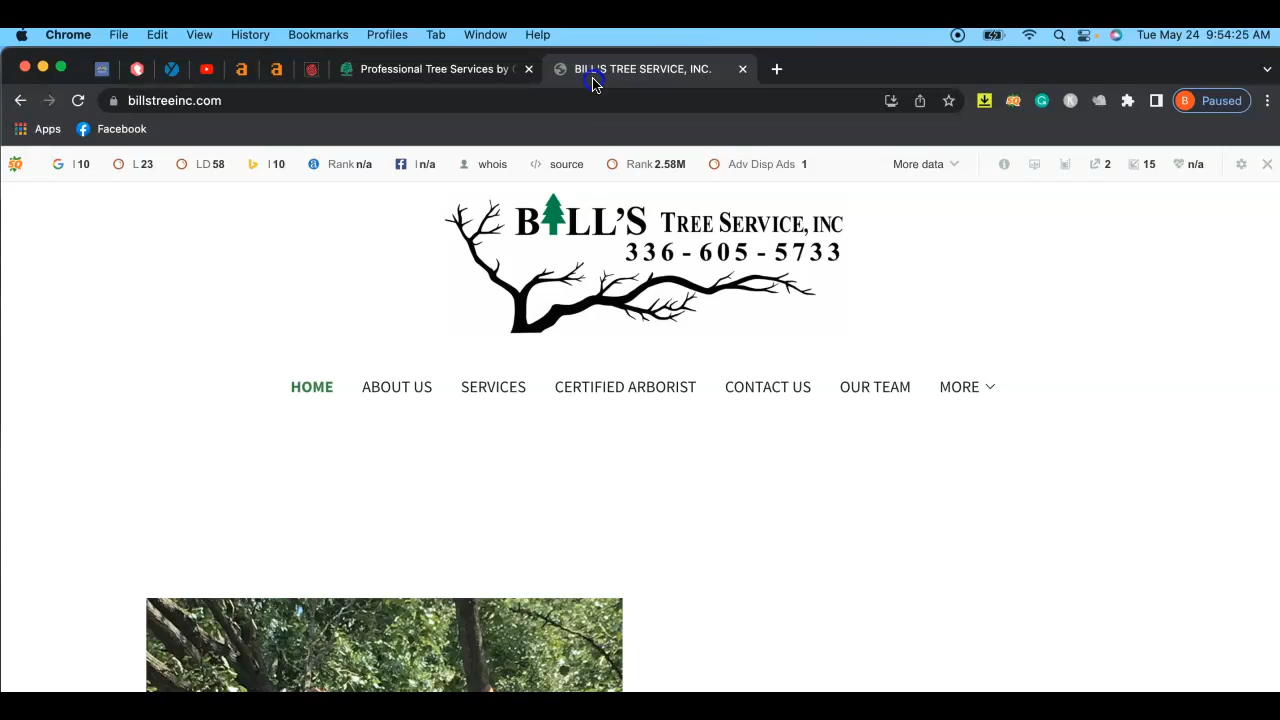 Chrome File Edit View History Bookmarks Profiles Tab Window Help Tue May 24 9:54:25 AM
Professional Tree Services by BILL'S TREE SERVICE, INC.
billstreeinc.com B Paused
Apps Facebook
I 10 L 23 LD 58 I 10 Rank n/a I n/a whois source Rank 2.58M Adv Disp Ads 1 More data 2 15 n/a
BILL'S TREE SERVICE, INC
336-605-5733
HOME ABOUT US SERVICES CERTIFIED ARBORIST CONTACT US OUR TEAM MORE